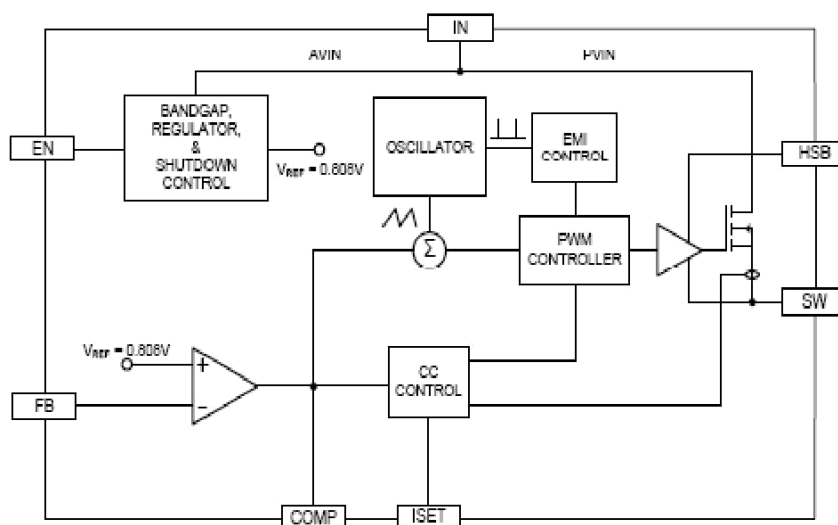 IN
AVIN
PVIN
BANDGAP,
REGULATOR,
&
SHUTDOWN
CONTROL
OSCILLATOR
EMI
CONTROL
EN
HSB
VREF = 0.808V
Σ
PWM
CONTROLLER
SW
VREF = 0.808V
+
−
CC
CONTROL
FB
COMP
ISET